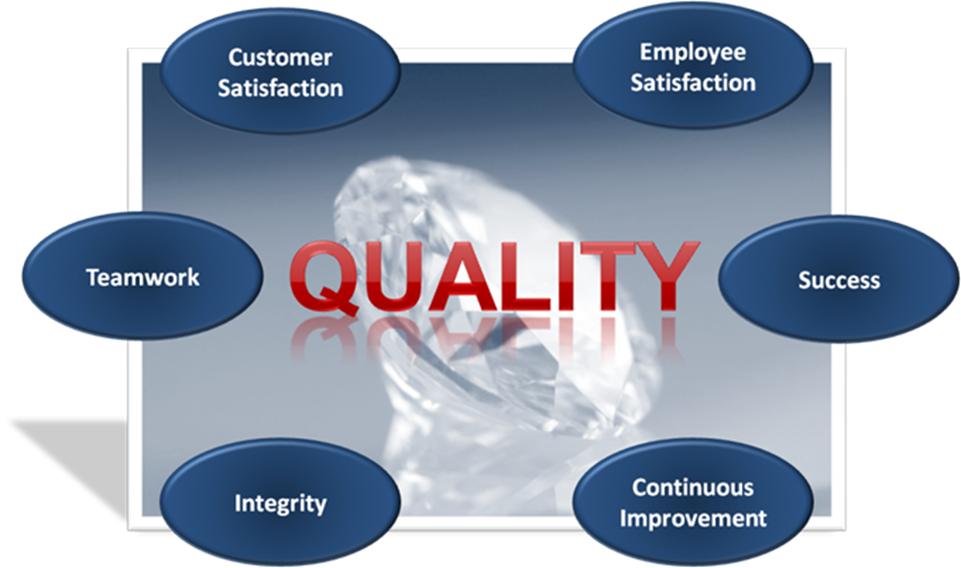 Customer
Satisfaction
Employee
Satisfaction
Teamwork
QUALITY
Success
Integrity
Continuous
Improvement